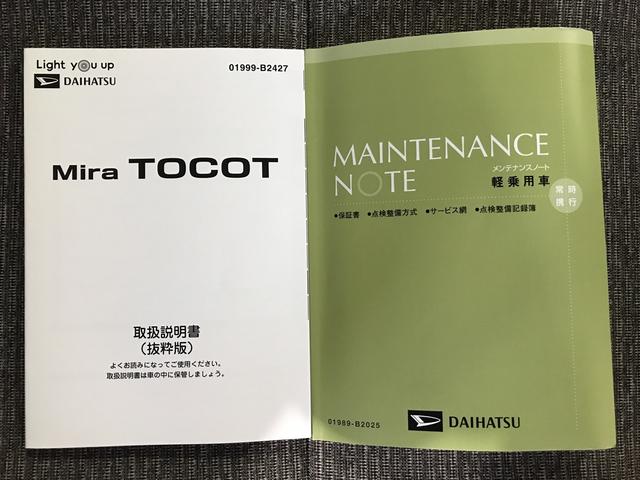 Light you up
DAIHATSU
01999-B2427
Mira TOCOT
取扱説明書
（抜粋版）
よくお読みになってご使用ください。
取扱説明書は車の中に保管しましょう。
MAINTENANCE
NOTE
メンテナンスノート
軽乗用車
常時
携行
●保証書 ●点検整備方式 ●サービス網 ●点検整備記録簿
01989-B2025
DAIHATSU